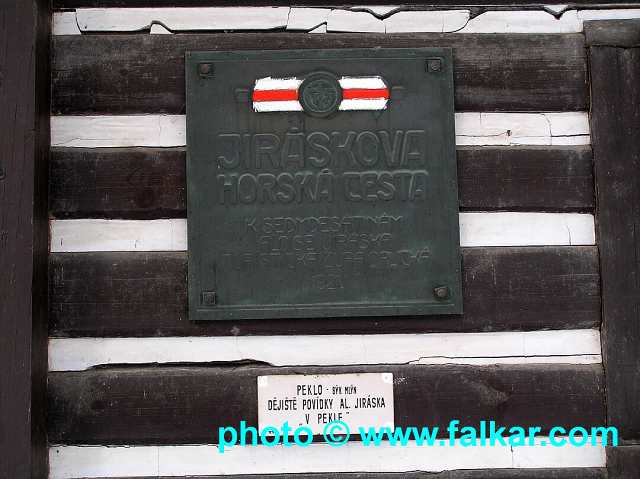 JIRÁSKOVA
HORSKÁ CESTA
K SEDMDESÁTINÁM
ALOISE JIRÁSKA
1921
PEKLO - BÝV. MLÝN
DĚJIŠTĚ POVÍDKY AL. JIRÁSKA
„V PEKLE"
photo © www.falkar.com